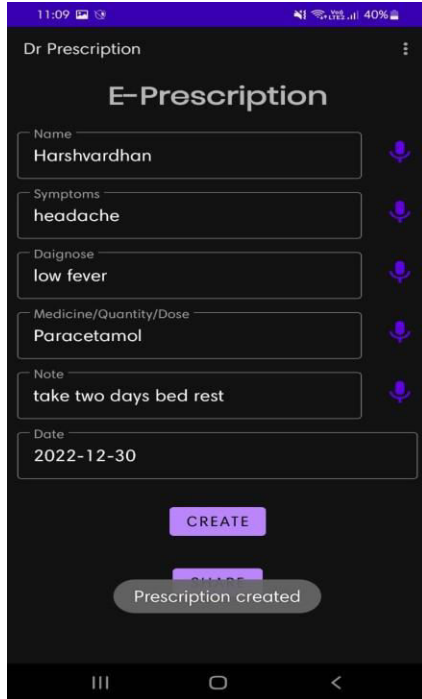 11:09 40%
Dr Prescription
E-Prescription
Name
Harshvardhan
Symptoms
headache
Daignose
low fever
Medicine/Quantity/Dose
Paracetamol
Note
take two days bed rest
Date
2022-12-30
CREATE
SHARE
Prescription created